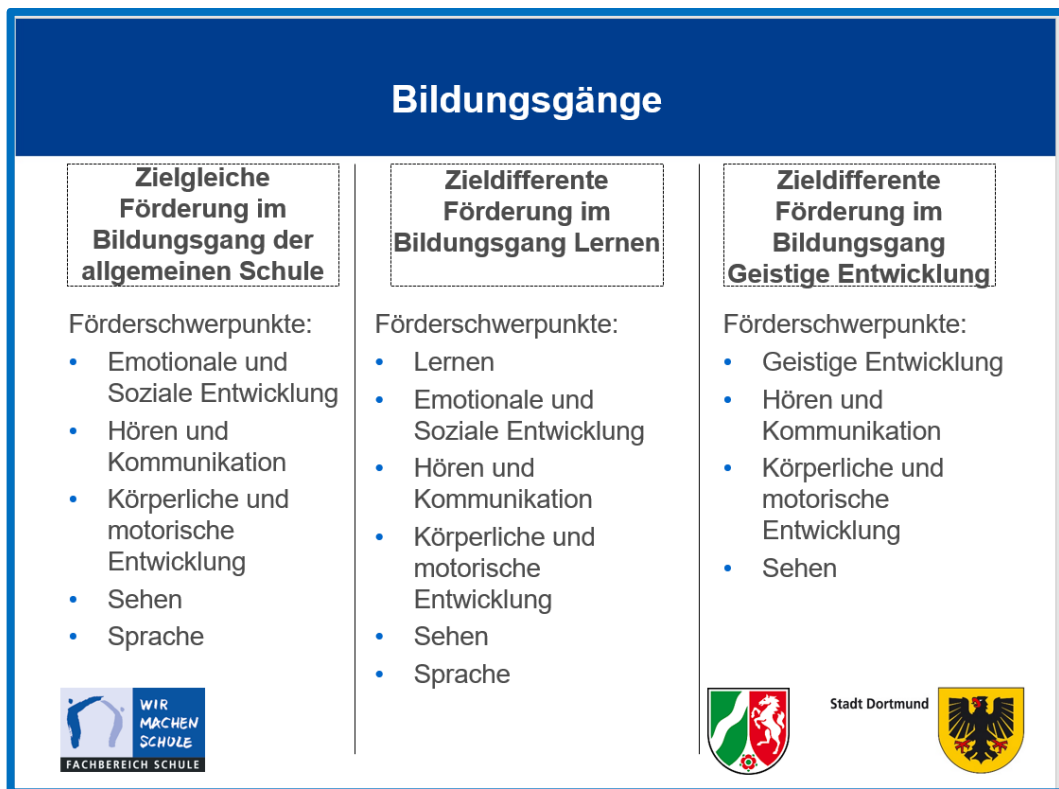 Bildungsgänge
Zielgleiche
Förderung im
Bildungsgang der
allgemeinen Schule
Förderschwerpunkte:
• Emotionale und
Soziale Entwicklung
• Hören und
Kommunikation
• Körperliche und
motorische
Entwicklung
• Sehen
• Sprache
Zieldifferente
Förderung im
Bildungsgang Lernen
Förderschwerpunkte:
• Lernen
• Emotionale und
Soziale Entwicklung
• Hören und
Kommunikation
• Körperliche und
motorische
Entwicklung
• Sehen
• Sprache
Zieldifferente
Förderung im
Bildungsgang
Geistige Entwicklung
Förderschwerpunkte:
• Geistige Entwicklung
• Hören und
Kommunikation
• Körperliche und
motorische
Entwicklung
• Sehen
WIR
MACHEN
SCHULE
FACHBEREICH SCHULE
Stadt Dortmund